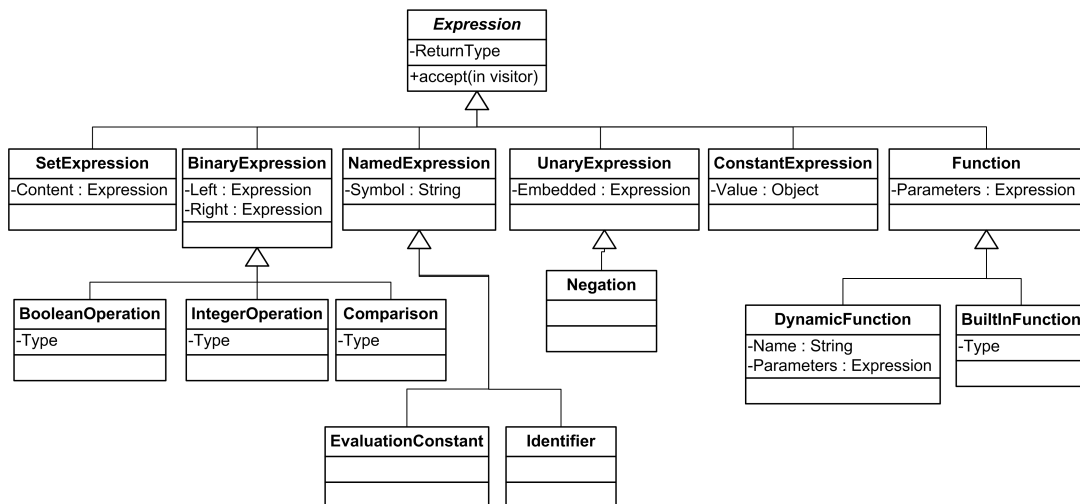 Expression
-ReturnType
+accept(in visitor)
SetExpression
-Content : Expression
BinaryExpression
-Left : Expression
-Right : Expression
NamedExpression
-Symbol : String
UnaryExpression
-Embedded : Expression
ConstantExpression
-Value : Object
Function
-Parameters : Expression
BooleanOperation
-Type
IntegerOperation
-Type
Comparison
-Type
Negation
DynamicFunction
-Name : String
-Parameters : Expression
BuiltInFunction
-Type
EvaluationConstant
Identifier